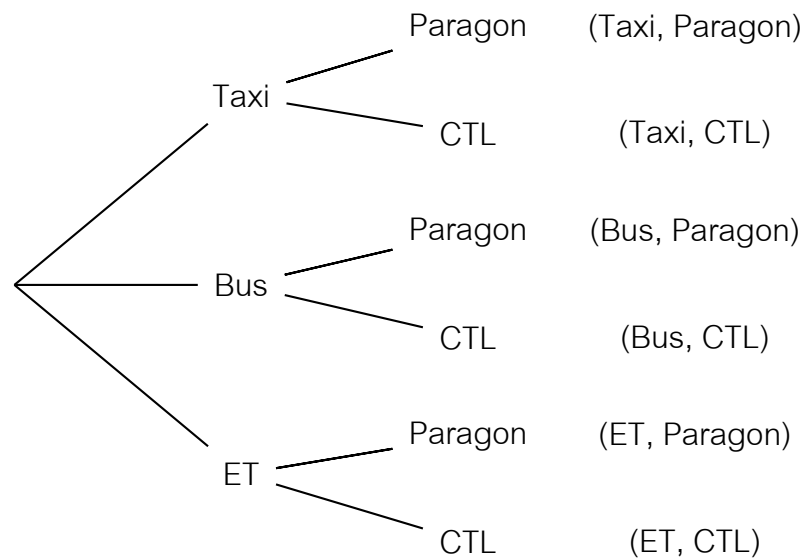 Paragon (Taxi, Paragon)
Taxi
CTL (Taxi, CTL)
Paragon (Bus, Paragon)
Bus
CTL (Bus, CTL)
Paragon (ET, Paragon)
ET
CTL (ET, CTL)